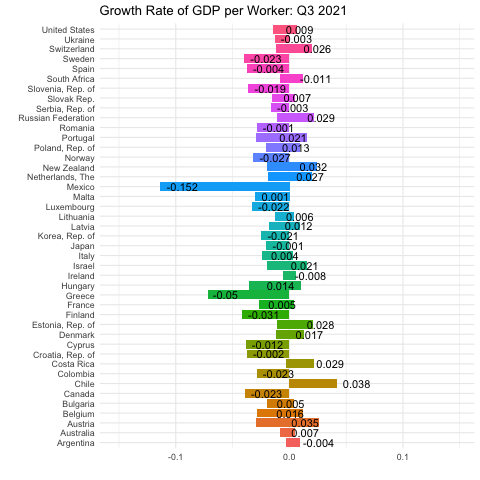 Growth Rate of GDP per Worker: Q3 2021
United States 0.009
Ukraine -0.003
Switzerland 0.026
Sweden -0.023
Spain -0.004
South Africa -0.011
Slovenia, Rep. of -0.019
Slovak Rep. 0.007
Serbia, Rep. of -0.003
Russian Federation 0.029
Romania -0.001
Portugal 0.021
Poland, Rep. of 0.013
Norway -0.027
New Zealand 0.032
Netherlands, The 0.027
Mexico -0.152
Malta 0.001
Luxembourg -0.022
Lithuania 0.006
Latvia 0.012
Korea, Rep. of -0.021
Japan -0.001
Italy 0.004
Israel 0.021
Ireland -0.008
Hungary 0.014
Greece -0.05
France 0.005
Finland -0.031
Estonia, Rep. of 0.028
Denmark 0.017
Cyprus -0.012
Croatia, Rep. of -0.002
Costa Rica 0.029
Colombia -0.023
Chile 0.038
Canada -0.023
Bulgaria 0.005
Belgium 0.016
Austria 0.035
Australia 0.007
Argentina -0.004
-0.1 0.0 0.1